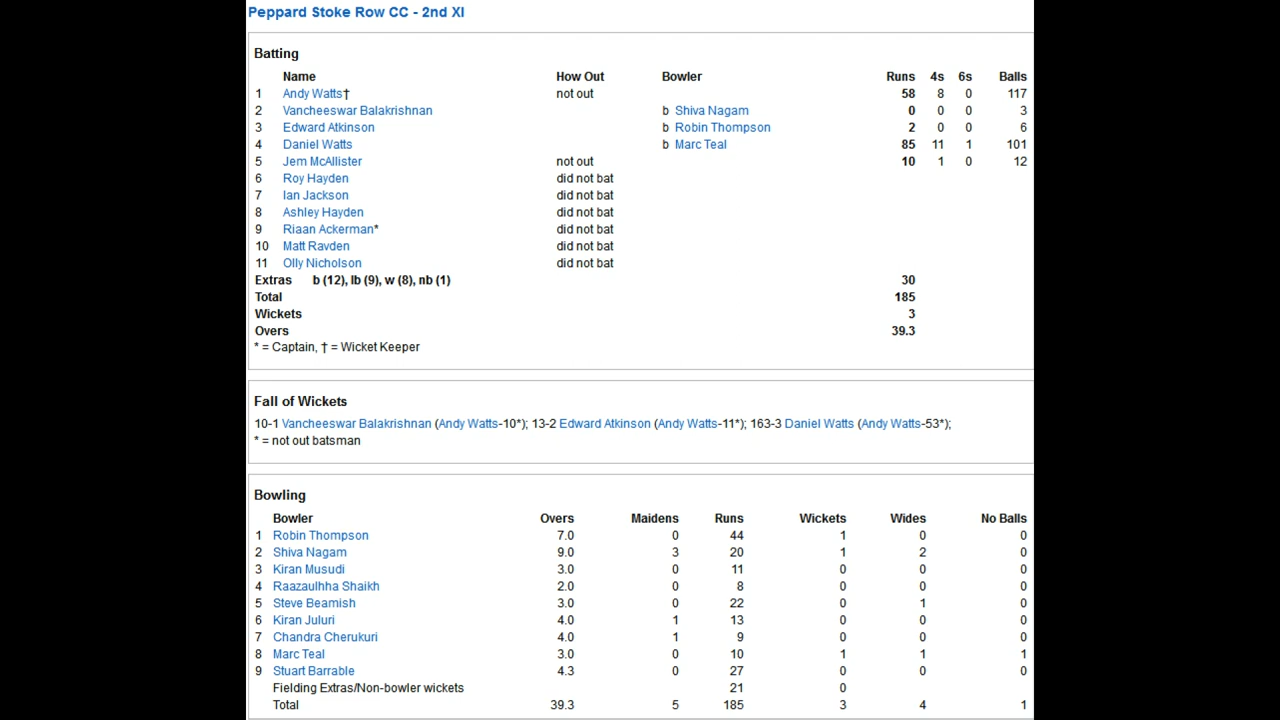 Peppard Stoke Row CC - 2nd XI
Batting
Name How Out Bowler Runs 4s 6s Balls
1 Andy Watts† not out 58 8 0 117
2 Vancheeswar Balakrishnan b Shiva Nagam 0 0 0 3
3 Edward Atkinson b Robin Thompson 2 0 0 6
4 Daniel Watts b Marc Teal 85 11 1 101
5 Jem McAllister not out 10 1 0 12
6 Roy Hayden did not bat
7 Ian Jackson did not bat
8 Ashley Hayden did not bat
9 Riaan Ackerman* did not bat
10 Matt Ravden did not bat
11 Olly Nicholson did not bat
Extras b (12), lb (9), w (8), nb (1) 30
Total 185
Wickets 3
Overs 39.3
* = Captain, † = Wicket Keeper
Fall of Wickets
10-1 Vancheeswar Balakrishnan (Andy Watts-10*); 13-2 Edward Atkinson (Andy Watts-11*); 163-3 Daniel Watts (Andy Watts-53*);
* = not out batsman
Bowling
Bowler Overs Maidens Runs Wickets Wides No Balls
1 Robin Thompson 7.0 0 44 1 0 0
2 Shiva Nagam 9.0 3 20 1 2 0
3 Kiran Musudi 3.0 0 11 0 0 0
4 Raazaulhha Shaikh 2.0 0 8 0 0 0
5 Steve Beamish 3.0 0 22 0 1 0
6 Kiran Juluri 4.0 1 13 0 0 0
7 Chandra Cherukuri 4.0 1 9 0 0 0
8 Marc Teal 3.0 0 10 1 1 1
9 Stuart Barrable 4.3 0 27 0 0 0
Fielding Extras/Non-bowler wickets 21 0
Total 39.3 5 185 3 4 1